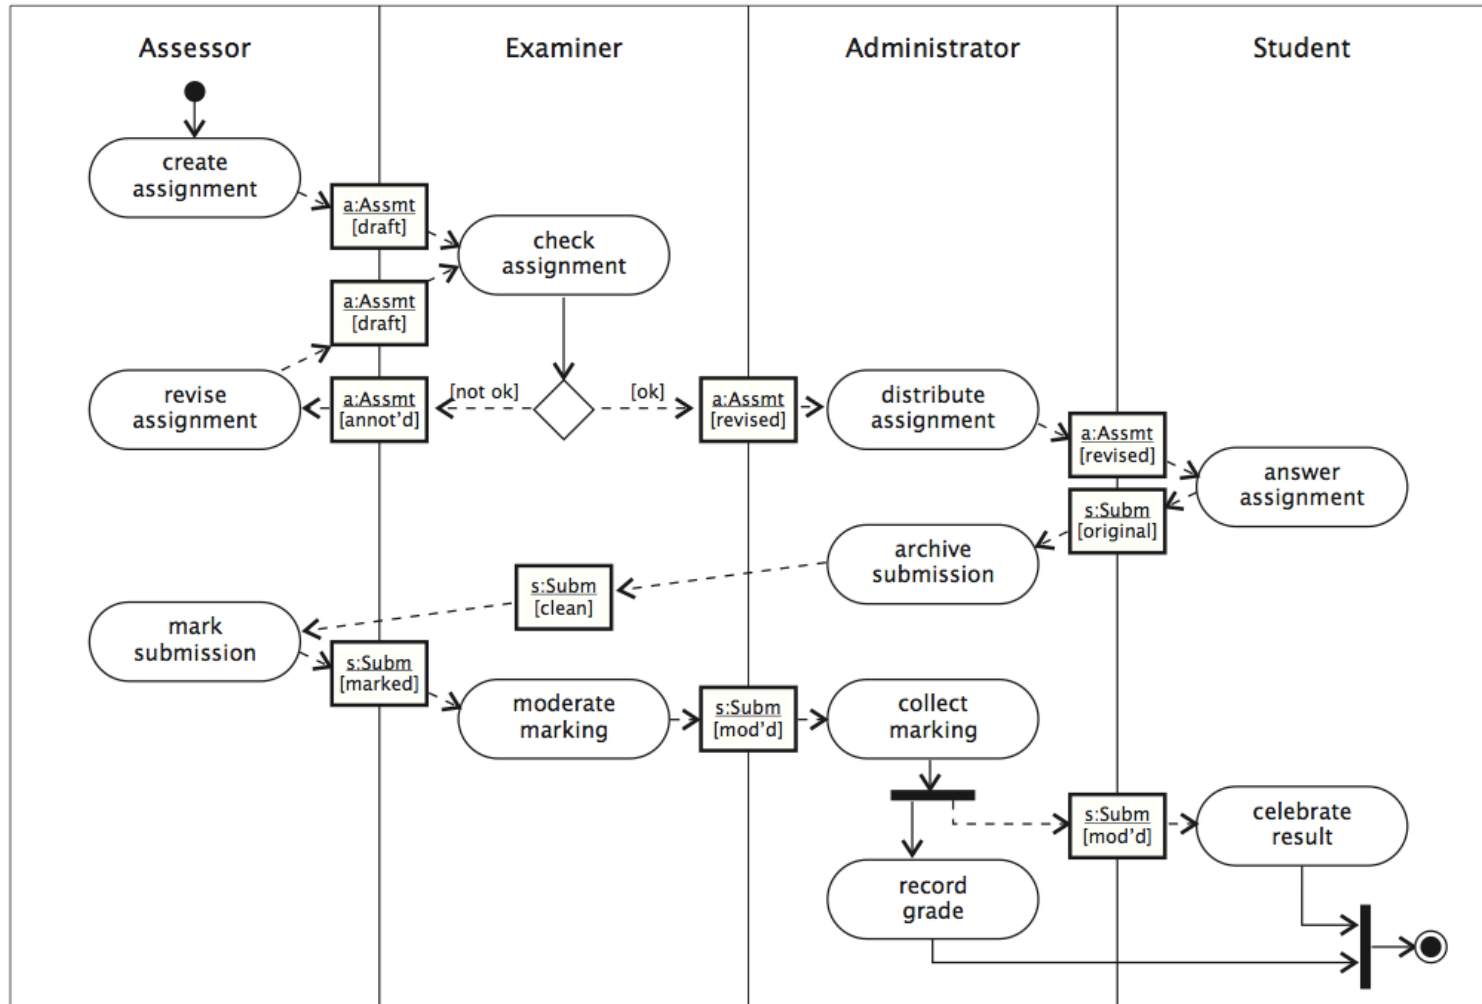 Assessor
Examiner
Administrator
Student
create
assignment
a:Assmt
[draft]
check
assignment
a:Assmt
[draft]
revise
assignment
a:Assmt
[annot'd]
[not ok]
[ok]
a:Assmt
[revised]
distribute
assignment
a:Assmt
[revised]
answer
assignment
s:Subm
[original]
archive
submission
s:Subm
[clean]
mark
submission
s:Subm
[marked]
moderate
marking
s:Subm
[mod'd]
collect
marking
s:Subm
[mod'd]
celebrate
result
record
grade